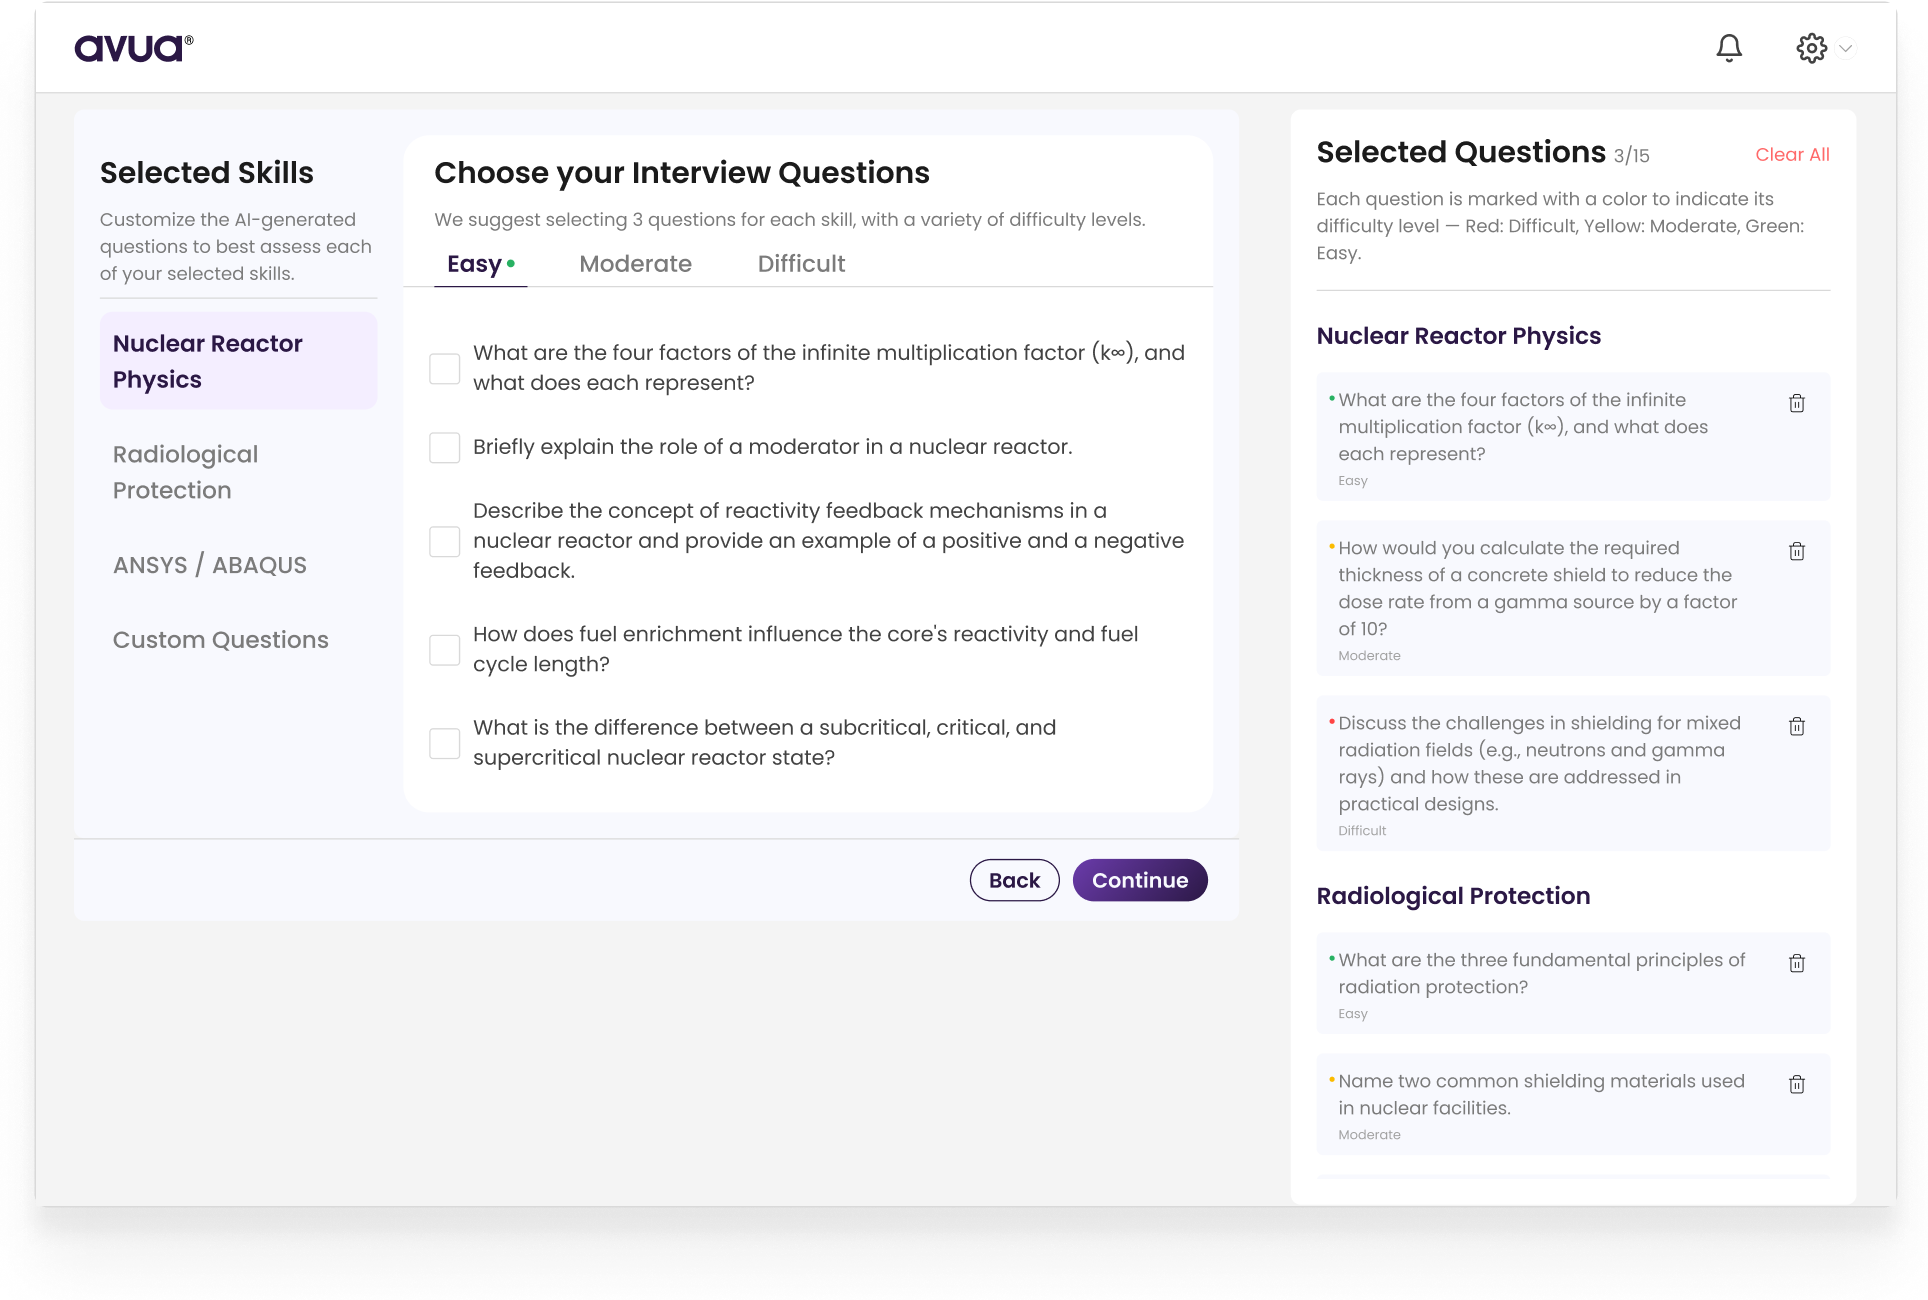 avua®
Selected Skills
Customize the AI-generated
questions to best assess each
of your selected skills.
Nuclear Reactor
Physics
Radiological
Protection
ANSYS / ABAQUS
Custom Questions
Choose your Interview Questions
We suggest selecting 3 questions for each skill, with a variety of difficulty levels.
Easy Moderate Difficult
What are the four factors of the infinite multiplication factor (k∞), and
what does each represent?
Briefly explain the role of a moderator in a nuclear reactor.
Describe the concept of reactivity feedback mechanisms in a
nuclear reactor and provide an example of a positive and a negative
feedback.
How does fuel enrichment influence the core's reactivity and fuel
cycle length?
What is the difference between a subcritical, critical, and
supercritical nuclear reactor state?
Back Continue
Selected Questions 3/15 Clear All
Each question is marked with a color to indicate its
difficulty level — Red: Difficult, Yellow: Moderate, Green:
Easy.
Nuclear Reactor Physics
What are the four factors of the infinite
multiplication factor (k∞), and what does
each represent?
Easy
How would you calculate the required
thickness of a concrete shield to reduce the
dose rate from a gamma source by a factor
of 10?
Moderate
Discuss the challenges in shielding for mixed
radiation fields (e.g., neutrons and gamma
rays) and how these are addressed in
practical designs.
Difficult
Radiological Protection
What are the three fundamental principles of
radiation protection?
Easy
Name two common shielding materials used
in nuclear facilities.
Moderate